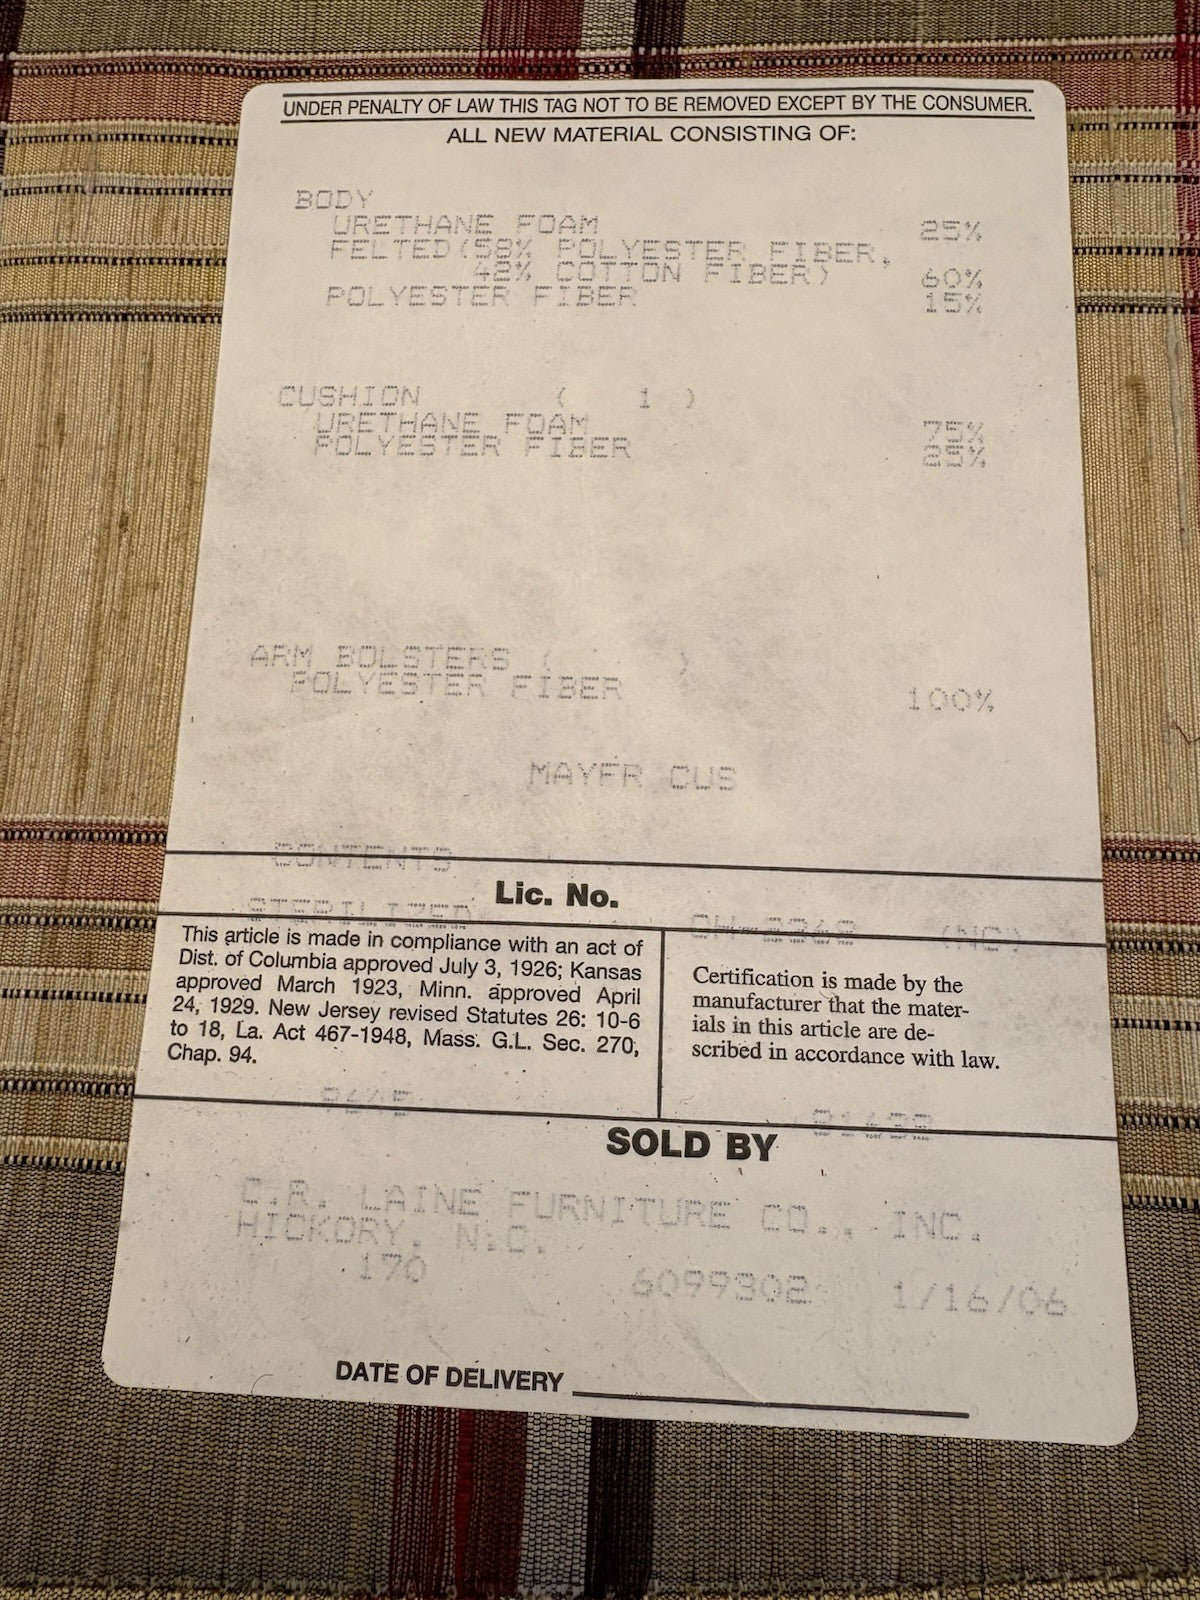 UNDER PENALTY OF LAW THIS TAG NOT TO BE REMOVED EXCEPT BY THE CONSUMER.
ALL NEW MATERIAL CONSISTING OF:
BODY
URETHANE FOAM 25%
FELTED(58% POLYESTER FIBER,
42% COTTON FIBER) 60%
POLYESTER FIBER 15%
CUSHION ( 1 )
URETHANE FOAM 75%
POLYESTER FIBER 25%
ARM BOLSTERS ( )
POLYESTER FIBER 100%
MAYFR CUS
CONTENTS
Lic. No.
STERILIZED (NC)
This article is made in compliance with an act of
Dist. of Columbia approved July 3, 1926; Kansas
approved March 1923, Minn. approved April
24, 1929. New Jersey revised Statutes 26: 10-6
to 18, La. Act 467-1948, Mass. G.L. Sec. 270,
Chap. 94.
Certification is made by the
manufacturer that the mater-
ials in this article are de-
scribed in accordance with law.
SOLD BY
C.R. LAINE FURNITURE CO., INC.
HICKORY, N.C.
170 6099302 1/16/06
DATE OF DELIVERY